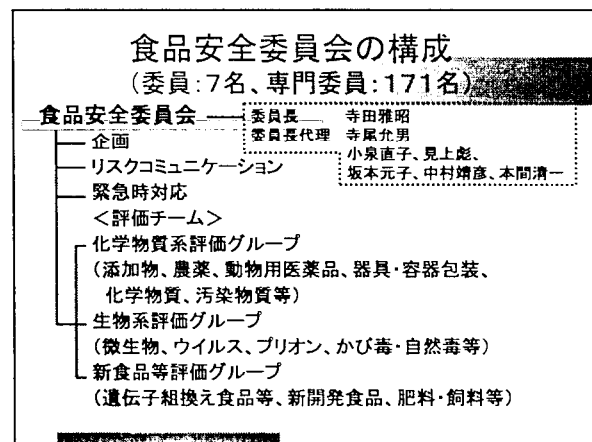 食品安全委員会の構成
(委員:7名、専門委員:171名)
食品安全委員会
委員長 寺田雅昭
委員長代理 寺尾允男
小泉直子、見上彪、
坂本元子、中村靖彦、本間清一
企画
リスクコミュニケーション
緊急時対応
<評価チーム>
化学物質系評価グループ
(添加物、農薬、動物用医薬品、器具・容器包装、
化学物質、汚染物質等)
生物系評価グループ
(微生物、ウイルス、プリオン、かび毒・自然毒等)
新食品等評価グループ
(遺伝子組換え食品等、新開発食品、肥料・飼料等)